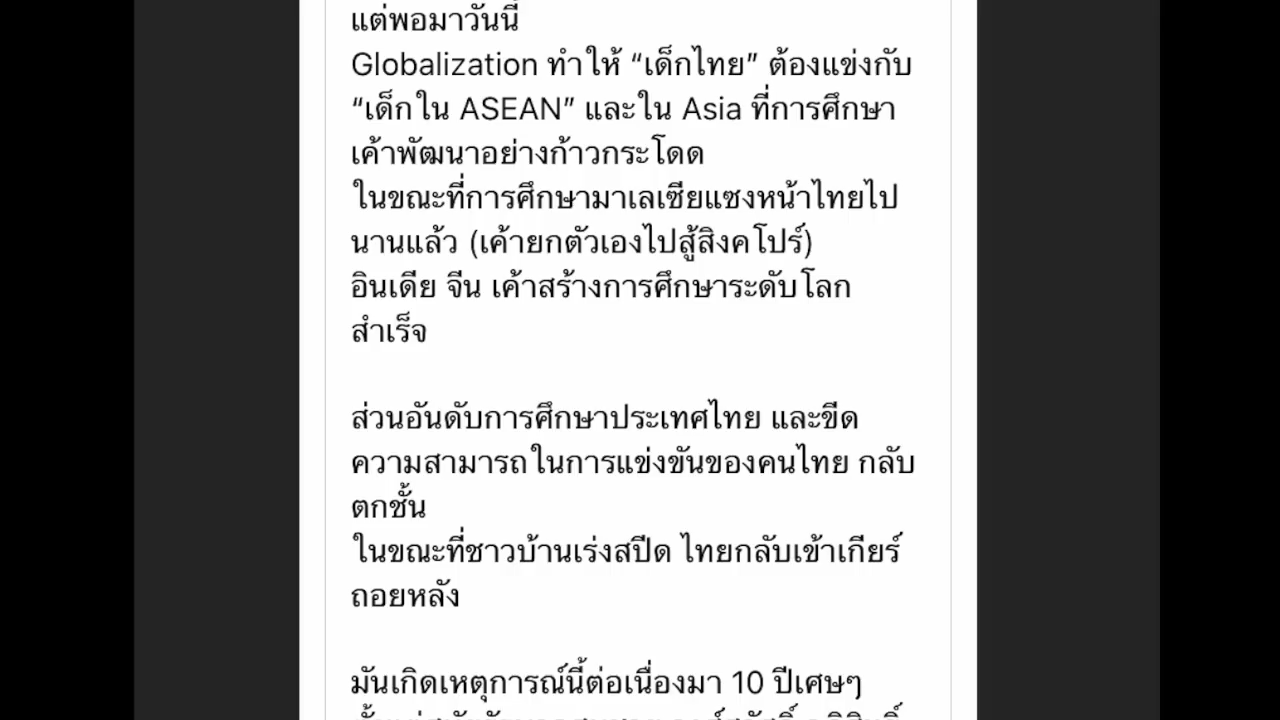 แต่พอมาวันนี้
Globalization ทำให้ “เด็กไทย” ต้องแข่งกับ
“เด็กใน ASEAN” และใน Asia ที่การศึกษา
เค้าพัฒนาอย่างก้าวกระโดด
ในขณะที่การศึกษามาเลเซียแซงหน้าไทยไป
นานแล้ว (เค้ายกตัวเองไปสู้สิงคโปร์)
อินเดีย จีน เค้าสร้างการศึกษาระดับโลก
สำเร็จ
ส่วนอันดับการศึกษาประเทศไทย และขีด
ความสามารถในการแข่งขันของคนไทย กลับ
ตกชั้น
ในขณะที่ชาวบ้านเร่งสปีด ไทยกลับเข้าเกียร์
ถอยหลัง
มันเกิดเหตุการณ์นี้ต่อเนื่องมา 10 ปีเศษๆ